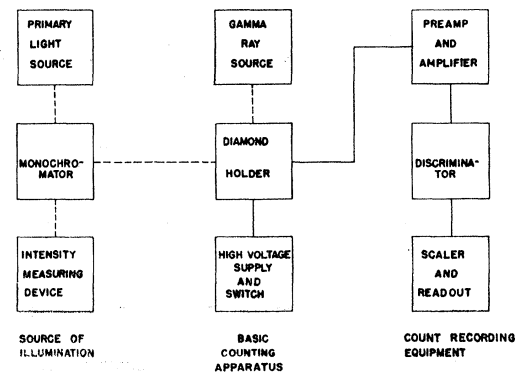 PRIMARY
LIGHT
SOURCE
GAMMA
RAY
SOURCE
PREAMP
AND
AMPLIFIER
MONOCHRO-
MATOR
DIAMOND
HOLDER
DISCRIMINA-
TOR
INTENSITY
MEASURING
DEVICE
HIGH VOLTAGE
SUPPLY
AND
SWITCH
SCALER
AND
READOUT
SOURCE OF
ILLUMINATION
BASIC
COUNTING
APPARATUS
COUNT RECORDING
EQUIPMENT